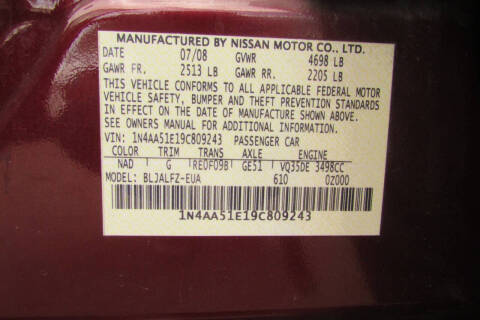 MANUFACTURED BY NISSAN MOTOR CO., LTD.
DATE 07/08 GVWR 4698 LB
GAWR FR. 2513 LB GAWR RR. 2205 LB
THIS VEHICLE CONFORMS TO ALL APPLICABLE FEDERAL MOTOR
VEHICLE SAFETY, BUMPER AND THEFT PREVENTION STANDARDS
IN EFFECT ON THE DATE OF MANUFACTURE SHOWN ABOVE.
SEE OWNERS MANUAL FOR ADDITIONAL INFORMATION.
VIN: 1N4AA51E19C809243 PASSENGER CAR
COLOR TRIM TRANS AXLE ENGINE
NAD G RE0F09B GE51 VQ35DE 3498CC
MODEL: BLJALFZ-EUA 610 0Z000
1N4AA51E19C809243